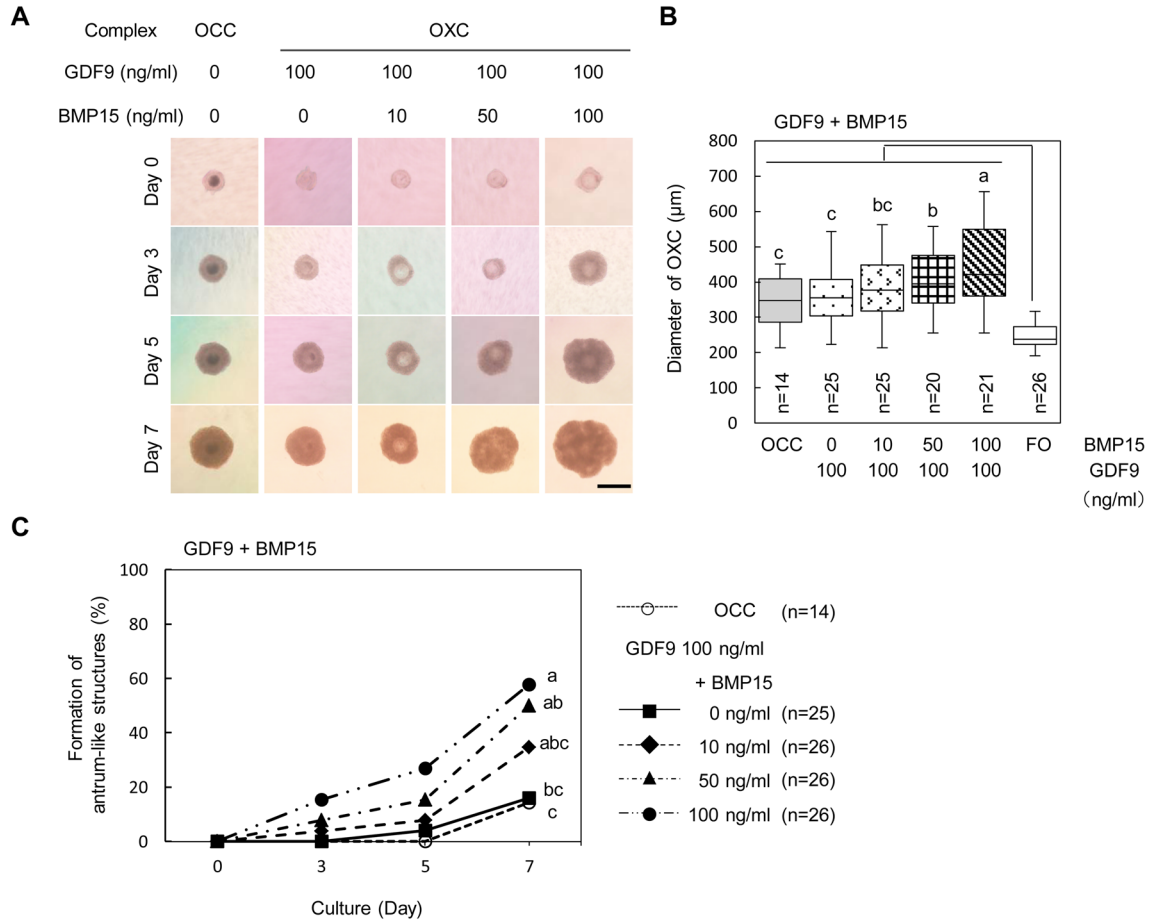 A
Complex OCC OXC
GDF9 (ng/ml) 0 100 100 100 100
BMP15 (ng/ml) 0 0 10 50 100
Day 0
Day 3
Day 5
Day 7
B
GDF9 + BMP15
Diameter of OXC (μm)
800
700
600
500
400
300
200
100
0
c
c
bc
b
a
n=14
n=25
n=25
n=20
n=21
n=26
OCC 0 10 50 100 FO BMP15
100 100 100 100 GDF9
(ng/ml)
C
GDF9 + BMP15
Formation of
antrum-like structures (%)
100
80
60
40
20
0
a
ab
abc
bc
c
0 3 5 7
Culture (Day)
OCC (n=14)
GDF9 100 ng/ml
+ BMP15
0 ng/ml (n=25)
10 ng/ml (n=26)
50 ng/ml (n=26)
100 ng/ml (n=26)